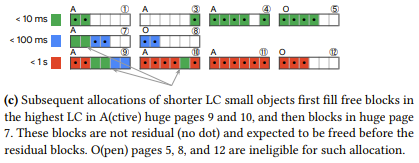 A ① A ③ A ④ O ⑤
< 10 ms
A ⑦ O ⑧
< 100 ms
A ⑨ A ⑩ A ⑪ O ⑫
< 1 s
(c) Subsequent allocations of shorter LC small objects first fill free blocks in
the highest LC in A(ctive) huge pages 9 and 10, and then blocks in huge page
7. These blocks are not residual (no dot) and expected to be freed before the
residual blocks. O(pen) pages 5, 8, and 12 are ineligible for such allocation.